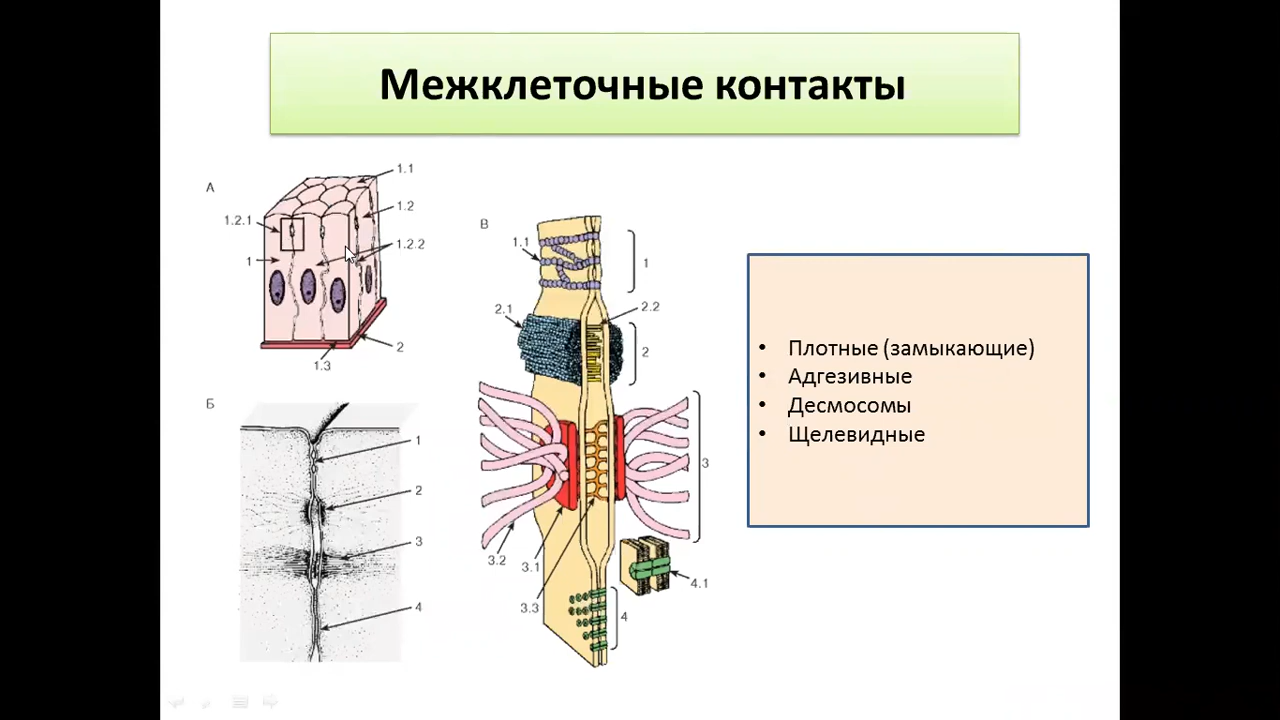 Межклеточные контакты
А
1.1
1.2
1.2.1
1.2.2
1
2
1.3
Б
1
2
3
4
В
1.1
1
2.1
2.2
2
3
3.2
3.1
3.3
4.1
4
• Плотные (замыкающие)
• Адгезивные
• Десмосомы
• Щелевидные